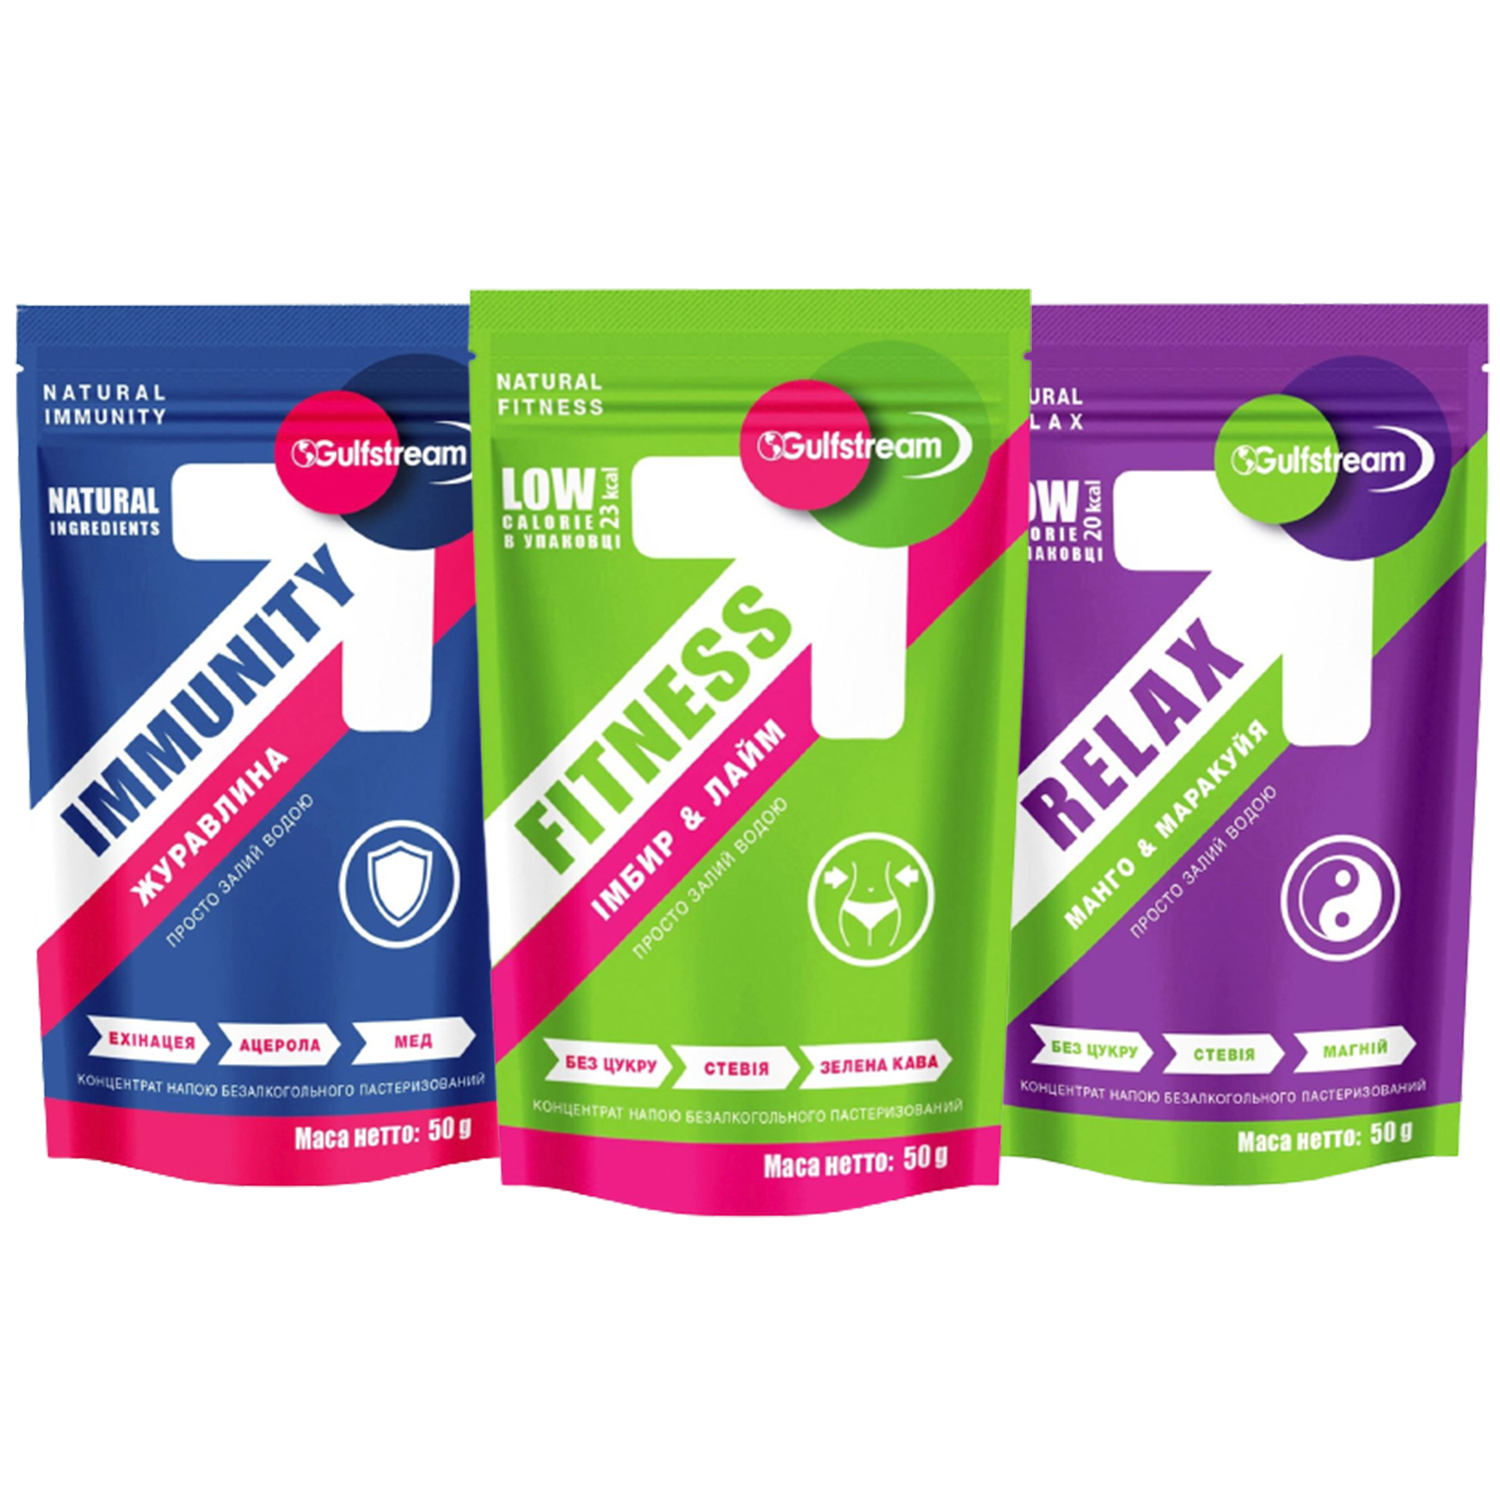 NATURAL
IMMUNITY
Gulfstream
NATURAL
INGREDIENTS
IMMUNITY
ЖУРАВЛИНА
ПРОСТО ЗАЛИЙ ВОДОЮ
ЕХІНАЦЕЯ АЦЕРОЛА МЕД
КОНЦЕНТРАТ НАПОЮ БЕЗАЛКОГОЛЬНОГО ПАСТЕРИЗОВАНИЙ
Маса нетто: 50 g
NATURAL
FITNESS
Gulfstream
LOW
CALORIE
В УПАКОВЦІ
23 kcal
FITNESS
ІМБИР & ЛАЙМ
ПРОСТО ЗАЛИЙ ВОДОЮ
БЕЗ ЦУКРУ СТЕВІЯ ЗЕЛЕНА КАВА
КОНЦЕНТРАТ НАПОЮ БЕЗАЛКОГОЛЬНОГО ПАСТЕРИЗОВАНИЙ
Маса нетто: 50 g
URAL
LAX
Gulfstream
OW
ORIE
ПАКОВЦІ
20 kcal
RELAX
МАНГО & МАРАКУЙЯ
ПРОСТО ЗАЛИЙ ВОДОЮ
БЕЗ ЦУКРУ СТЕВІЯ МАГНІЙ
КОНЦЕНТРАТ НАПОЮ БЕЗАЛКОГОЛЬНОГО ПАСТЕРИЗОВАНИЙ
Маса нетто: 50 g